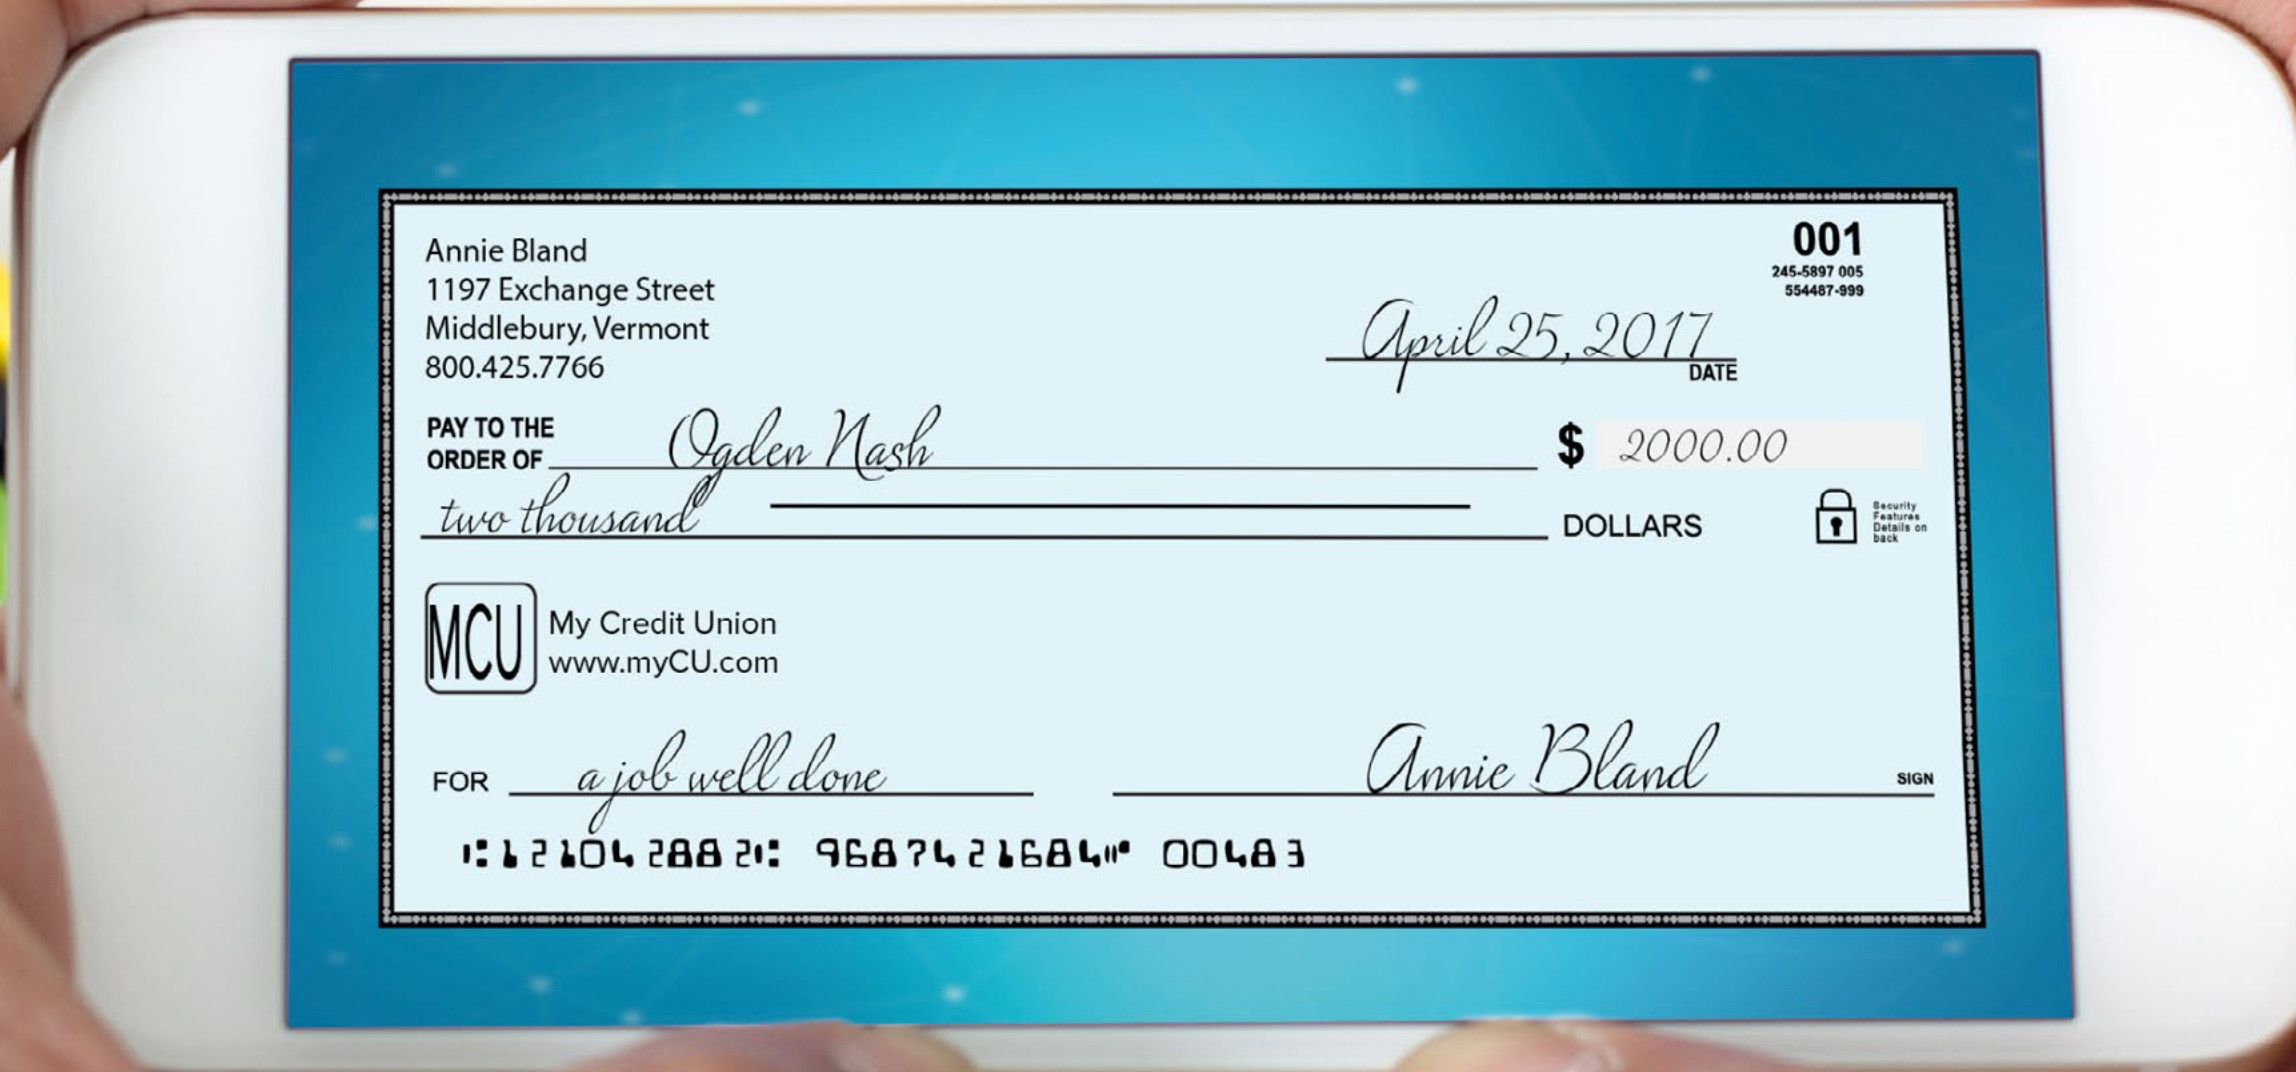 Annie Bland
1197 Exchange Street
Middlebury, Vermont
800.425.7766
001
245-5897 005
554487-999
April 25, 2017
DATE
PAY TO THE
ORDER OF Ogden Nash $ 2000.00
two thousand DOLLARS
Security
Features
Details on
back
MCU
My Credit Union
www.myCU.com
FOR a job well done Annie Bland SIGN
⑆121042882⑆ 9687421684⑈ 00483